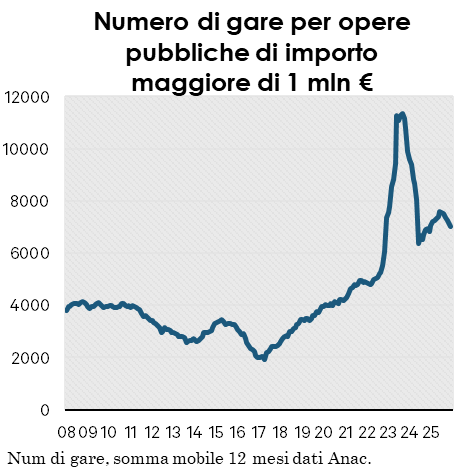 Numero di gare per opere
pubbliche di importo
maggiore di 1 mln €
12000
10000
8000
6000
4000
2000
0
08 09 10 11 12 13 14 15 16 17 18 19 20 21 22 23 24 25
Num di gare, somma mobile 12 mesi dati Anac.